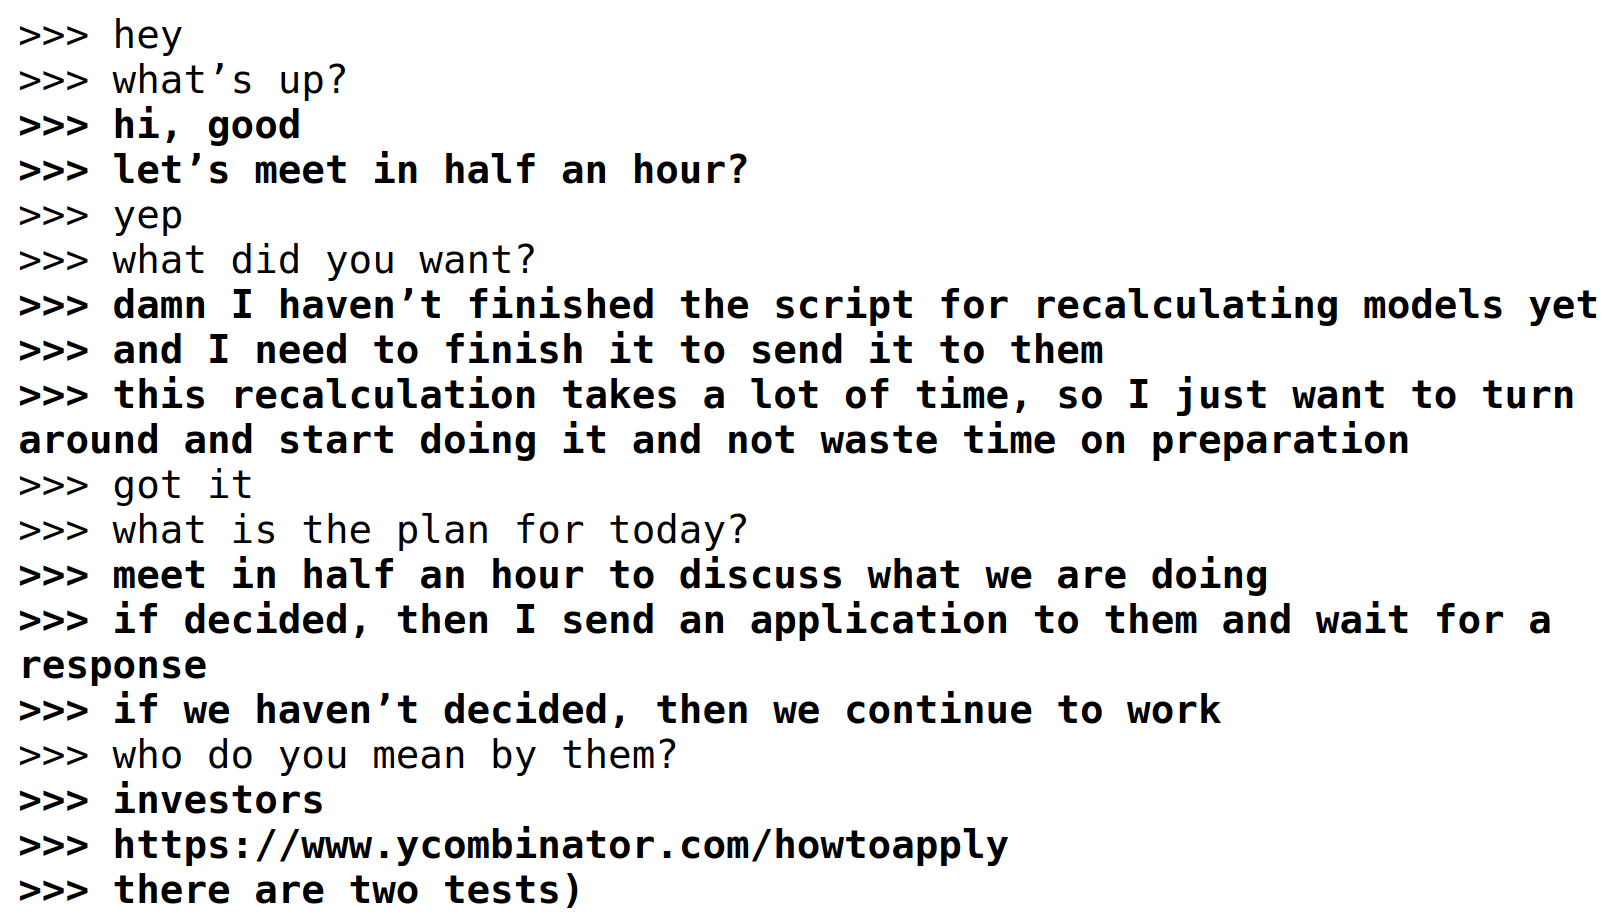 >>> hey
>>> what’s up?
>>> hi, good
>>> let’s meet in half an hour?
>>> yep
>>> what did you want?
>>> damn I haven’t finished the script for recalculating models yet
>>> and I need to finish it to send it to them
>>> this recalculation takes a lot of time, so I just want to turn
around and start doing it and not waste time on preparation
>>> got it
>>> what is the plan for today?
>>> meet in half an hour to discuss what we are doing
>>> if decided, then I send an application to them and wait for a
response
>>> if we haven’t decided, then we continue to work
>>> who do you mean by them?
>>> investors
>>> https://www.ycombinator.com/howtoapply
>>> there are two tests)